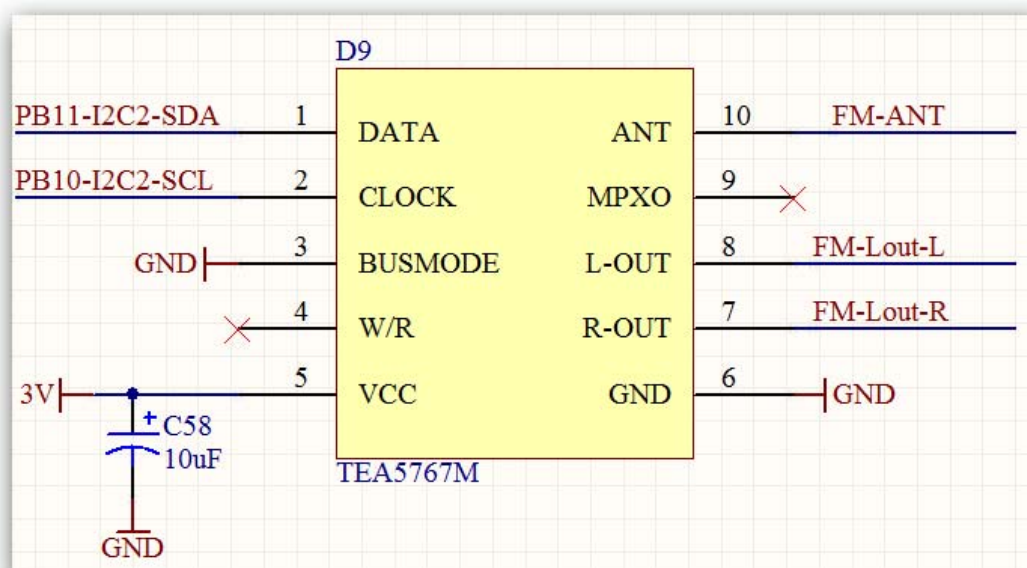 D9
PB11-I2C2-SDA 1 DATA ANT 10 FM-ANT
PB10-I2C2-SCL 2 CLOCK MPXO 9
GND 3 BUSMODE L-OUT 8 FM-Lout-L
4 W/R R-OUT 7 FM-Lout-R
3V 5 VCC GND 6 GND
+ C58
10uF
TEA5767M
GND